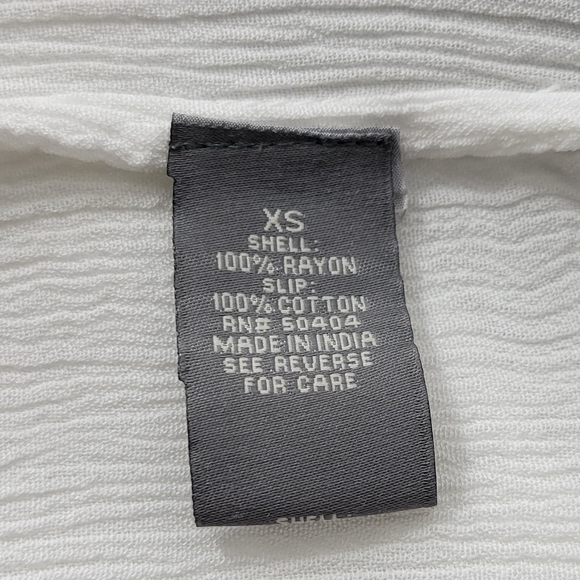 XS
SHELL:
100% RAYON
SLIP:
100% COTTON
RN# 50404
MADE IN INDIA
SEE REVERSE
FOR CARE